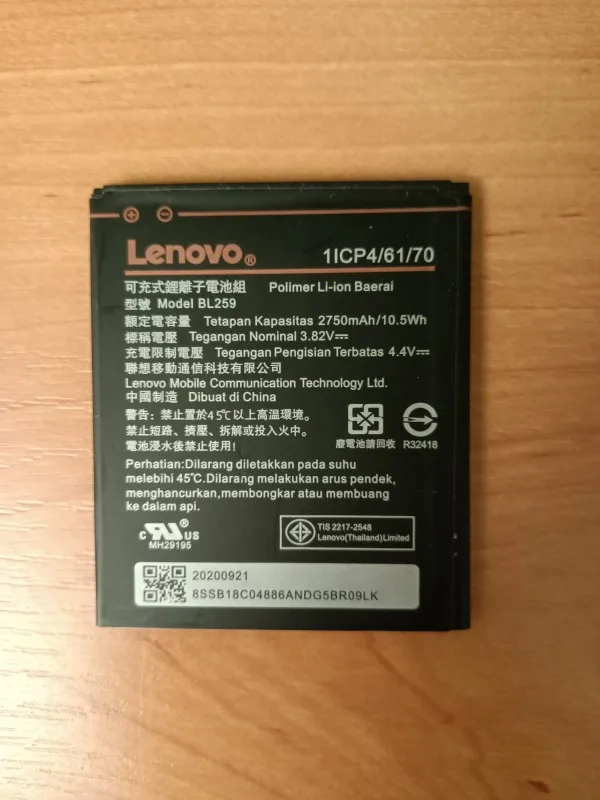 Lenovo®
1ICP4/61/70
可充式鋰離子電池組 Polimer Li-ion Baerai
型號 Model BL259
額定電容量 Tetapan Kapasitas 2750mAh/10.5Wh
標稱電壓 Tegangan Nominal 3.82V⎓
充電限制電壓 Tegangan Pengisian Terbatas 4.4V⎓
聯想移動通信科技有限公司
Lenovo Mobile Communication Technology Ltd.
中國制造 Dibuat di China
警告: 禁止置於45℃以上高溫環境。
禁止短路、擠壓、拆解或投入火中。
電池浸水後禁止使用!
廢電池請回收
R32418
Perhatian:Dilarang diletakkan pada suhu
melebihi 45℃.Dilarang melakukan arus pendek,
menghancurkan,membongkar atau membuang
ke dalam api.
c RU® US
MH29195
TIS 2217-2548
Lenovo(Thailand)Limited
20200921
8SSB18C04886ANDG5BR09LK